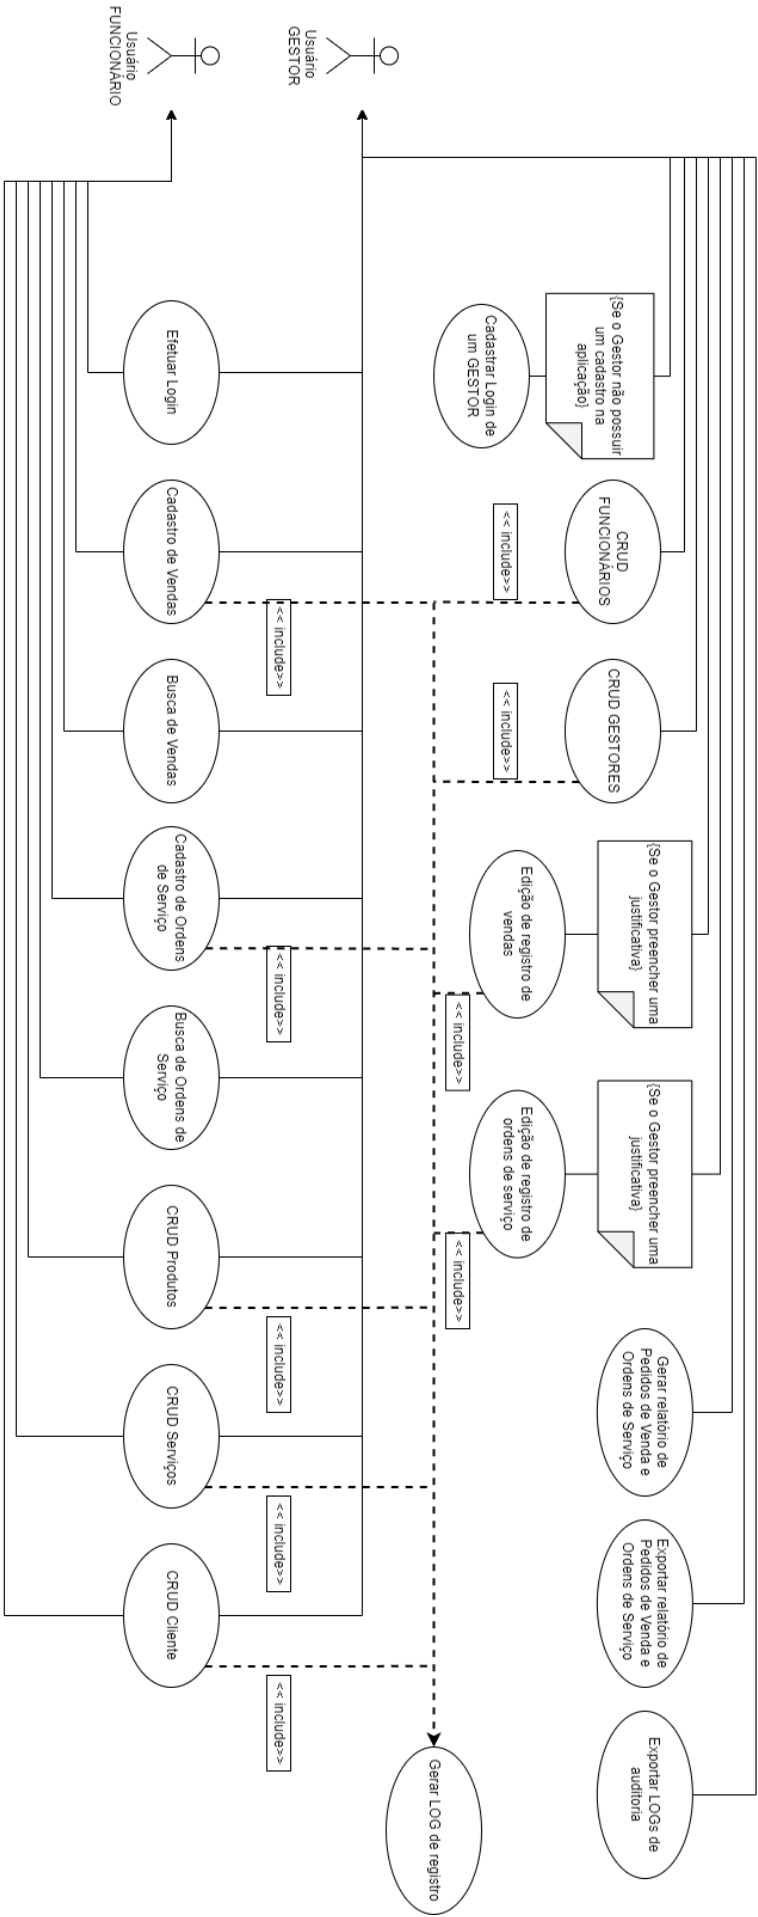 Usuário
GESTOR
Usuário
FUNCIONÁRIO
{Se o Gestor não possuir
um cadastro na
aplicação}
Cadastrar Login de
um GESTOR
CRUD
FUNCIONÁRIOS
<< include>>
CRUD GESTORES
<< include>>
{Se o Gestor preencher uma
justificativa}
Edição de registro de
vendas
<< include>>
{Se o Gestor preencher uma
justificativa}
Edição de registro de
ordens de serviço
<< include>>
Gerar relatório de
Pedidos de Venda e
Ordens de Serviço
Exportar relatório de
Pedidos de Venda e
Ordens de Serviço
Exportar LOGs de
auditoria
Efetuar Login
Cadastro de Vendas
<< include>>
Busca de Vendas
Cadastro de Ordens
de Serviço
<< include>>
Busca de Ordens de
Serviço
CRUD Produtos
<< include>>
CRUD Serviços
<< include>>
CRUD Cliente
<< include>>
Gerar LOG de registro